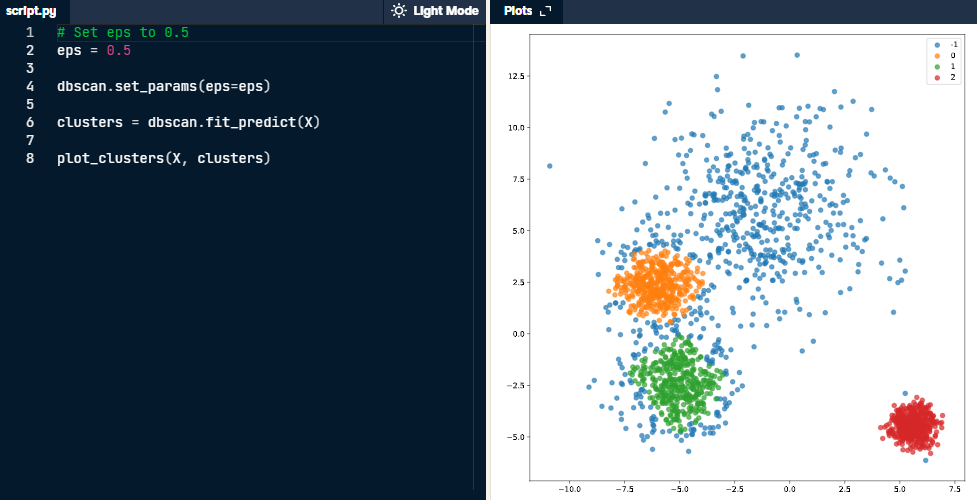 script.py
Light Mode
1 # Set eps to 0.5
2 eps = 0.5
3
4 dbscan.set_params(eps=eps)
5
6 clusters = dbscan.fit_predict(X)
7
8 plot_clusters(X, clusters)
Plots
-1
0
1
2
12.5
10.0
7.5
5.0
2.5
0.0
−2.5
−5.0
−10.0 −7.5 −5.0 −2.5 0.0 2.5 5.0 7.5